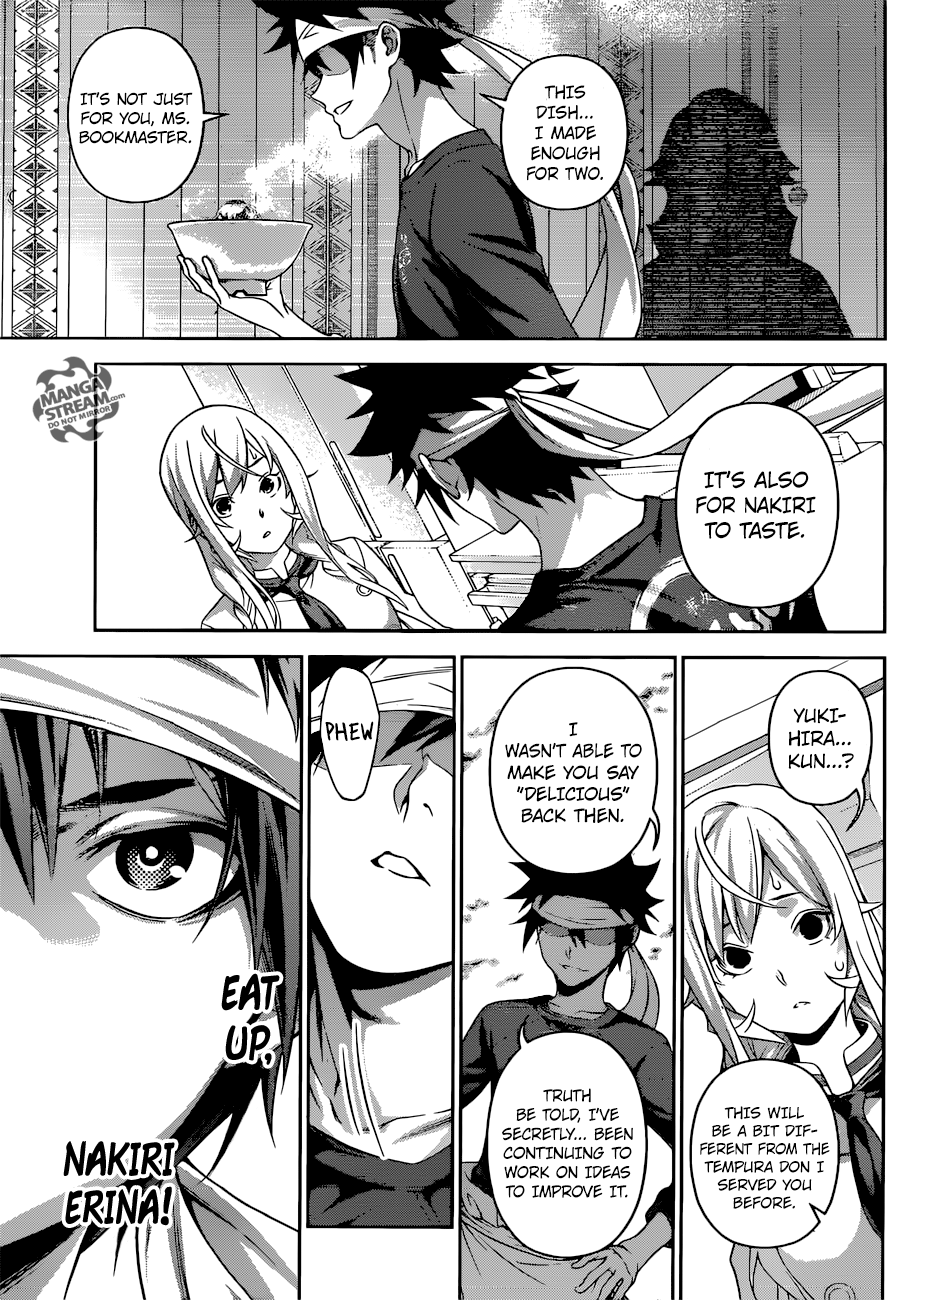 THIS
DISH...
I MADE
ENOUGH
FOR TWO.
IT'S NOT JUST
FOR YOU, MS.
BOOKMASTER.
MANGA
STREAM.com
DO NOT MIRROR
IT'S ALSO
FOR NAKIRI
TO TASTE.
YUKI-
HIRA...
KUN...?
THIS WILL
BE A BIT DIF-
FERENT FROM THE
TEMPURA DON I
SERVED YOU
BEFORE.
I
WASN'T ABLE TO
MAKE YOU SAY
"DELICIOUS"
BACK THEN.
TRUTH
BE TOLD, I'VE
SECRETLY... BEEN
CONTINUING TO
WORK ON IDEAS
TO IMPROVE IT.
PHEW
EAT
UP,
NAKIRI
ERINA!